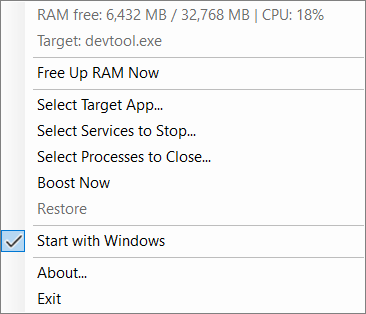 RAM free: 6,432 MB / 32,768 MB | CPU: 18%
Target: devtool.exe
Free Up RAM Now
Select Target App...
Select Services to Stop...
Select Processes to Close...
Boost Now
Restore
Start with Windows
About...
Exit